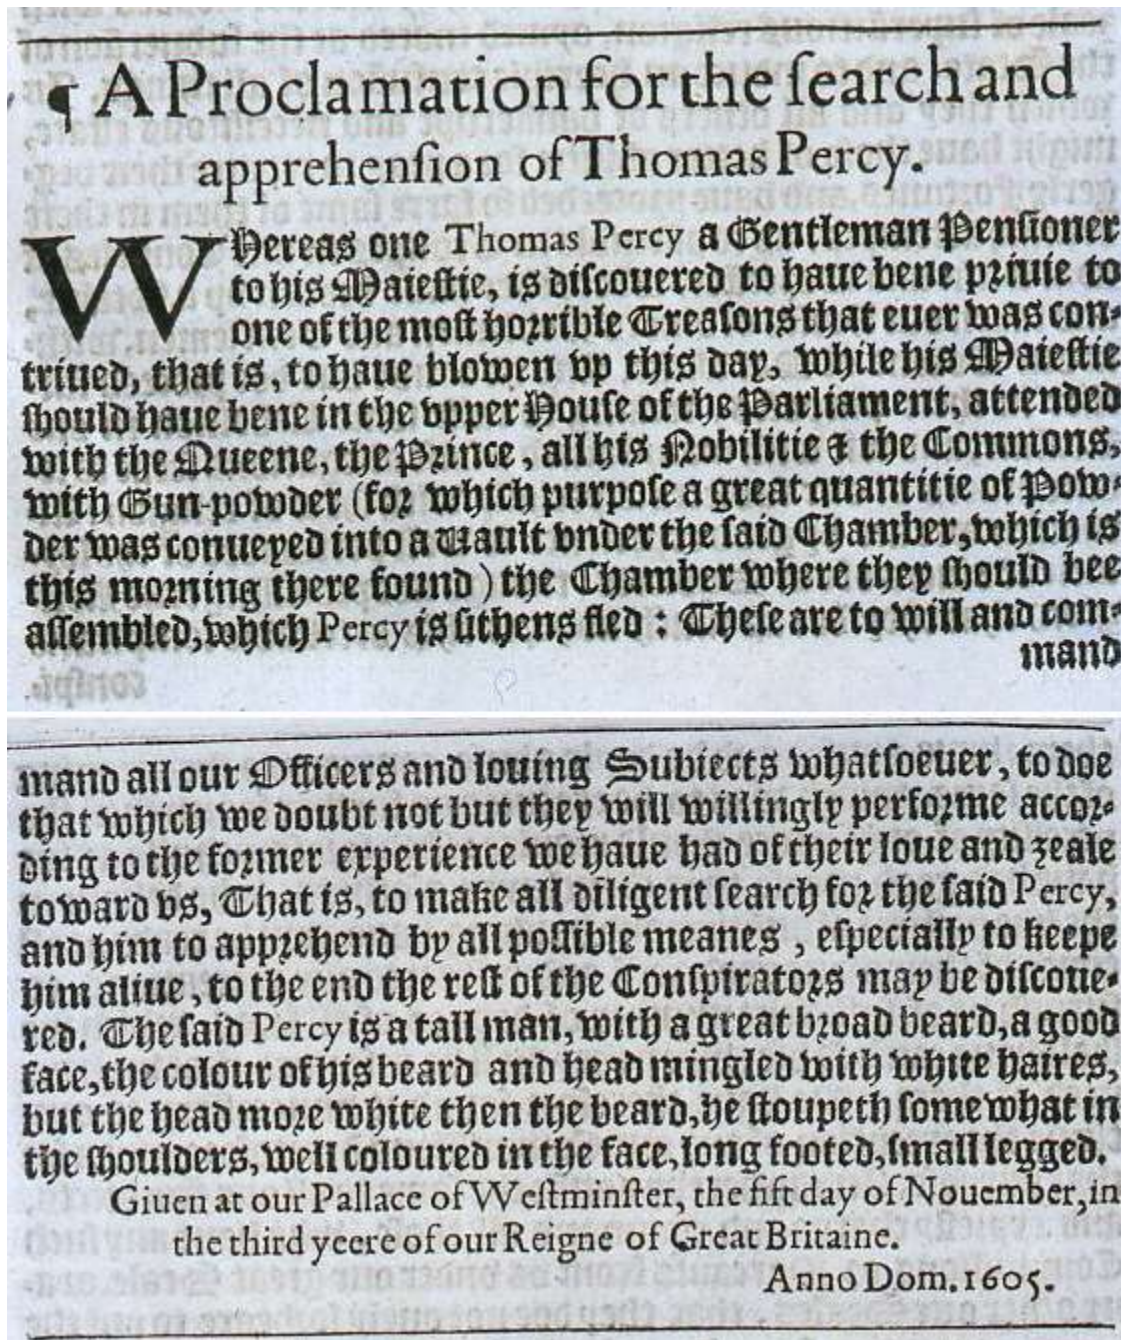 ¶ A Proclamation for the ſearch and
apprehenſion of Thomas Percy.
WHereas one Thomas Percy a Gentleman Penſioner
to his Maieſtie, is diſcouered to haue bene priuie to
one of the moſt horrible Treaſons that euer was con-
triued, that is, to haue blowen vp this day, while his Maieſtie
ſhould haue bene in the vpper Houſe of the Parliament, attended
with the Queene, the Prince, all his Nobilitie & the Commons,
with Gun-powder (for which purpoſe a great quantitie of Pow-
der was conueyed into a Vault vnder the ſaid Chamber, which is
this morning there found) the Chamber where they ſhould bee
aſſembled, which Percy is ſithens fled: Theſe are to will and com-
mand
mand all our Officers and louing Subiects whatſoeuer, to doe
that which we doubt not but they will willingly performe accor-
ding to the former experience we haue had of their loue and zeale
toward vs, That is, to make all diligent ſearch for the ſaid Percy,
and him to apprehend by all poſſible meanes, eſpecially to keepe
him aliue, to the end the reſt of the Conſpirators may be diſcoue-
red. The ſaid Percy is a tall man, with a great broad beard, a good
face, the colour of his beard and head mingled with white haires,
but the head more white then the beard, he ſtoupeth ſomewhat in
the ſhoulders, well coloured in the face, long footed, ſmall legged.
Giuen at our Pallace of Weſtminſter, the fift day of Nouember, in
the third yeere of our Reigne of Great Britaine.
Anno Dom. 1605.